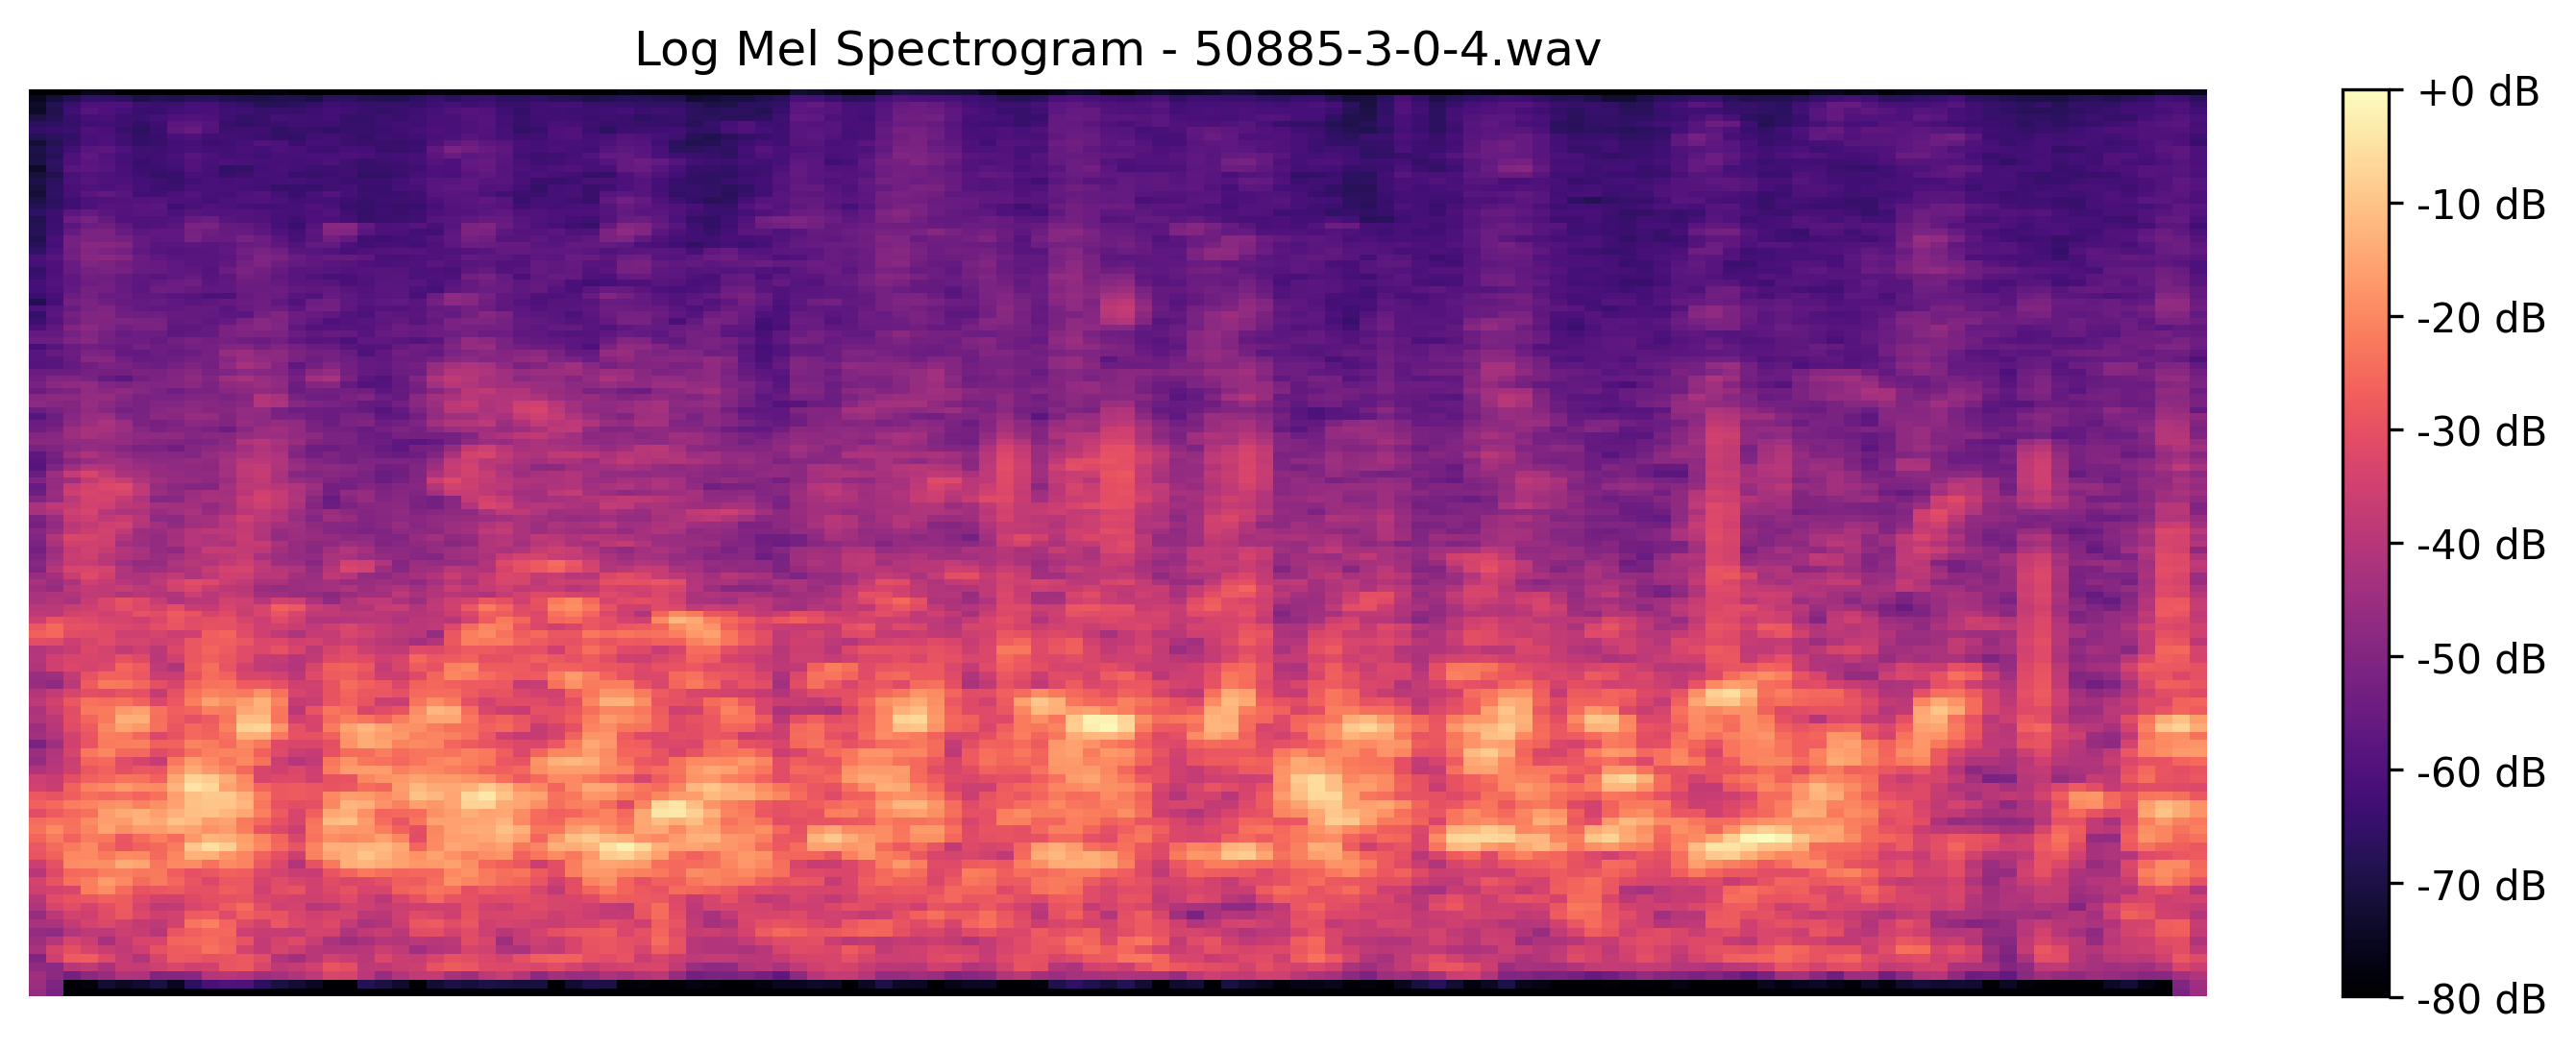 Log Mel Spectrogram - 50885-3-0-4.wav
+0 dB
-10 dB
-20 dB
-30 dB
-40 dB
-50 dB
-60 dB
-70 dB
-80 dB